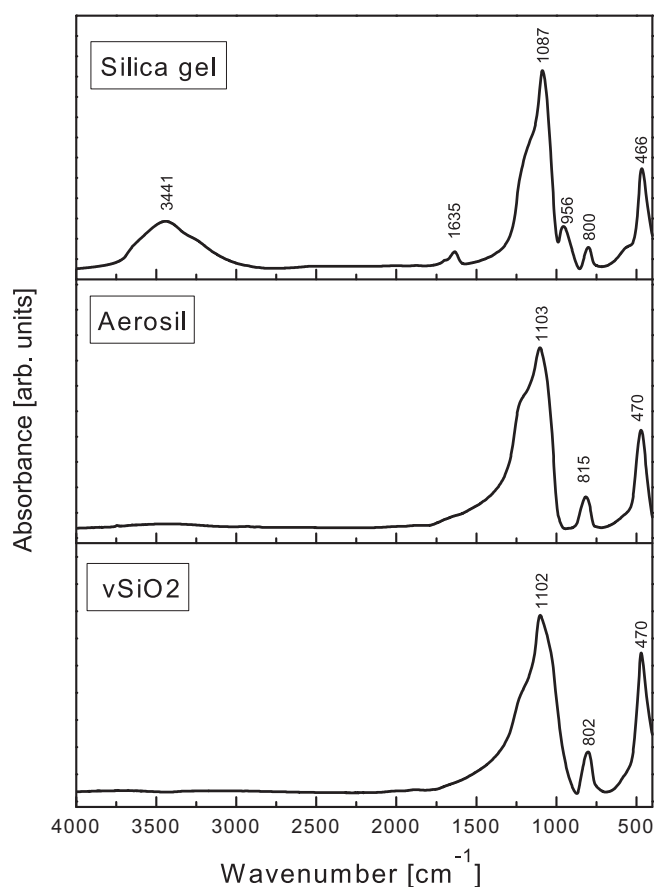 Silica gel
3441
1635
1087
956
800
466
Aerosil
1103
815
470
vSiO2
1102
802
470
Absorbance [arb. units]
4000 3500 3000 2500 2000 1500 1000 500
Wavenumber [cm⁻¹]